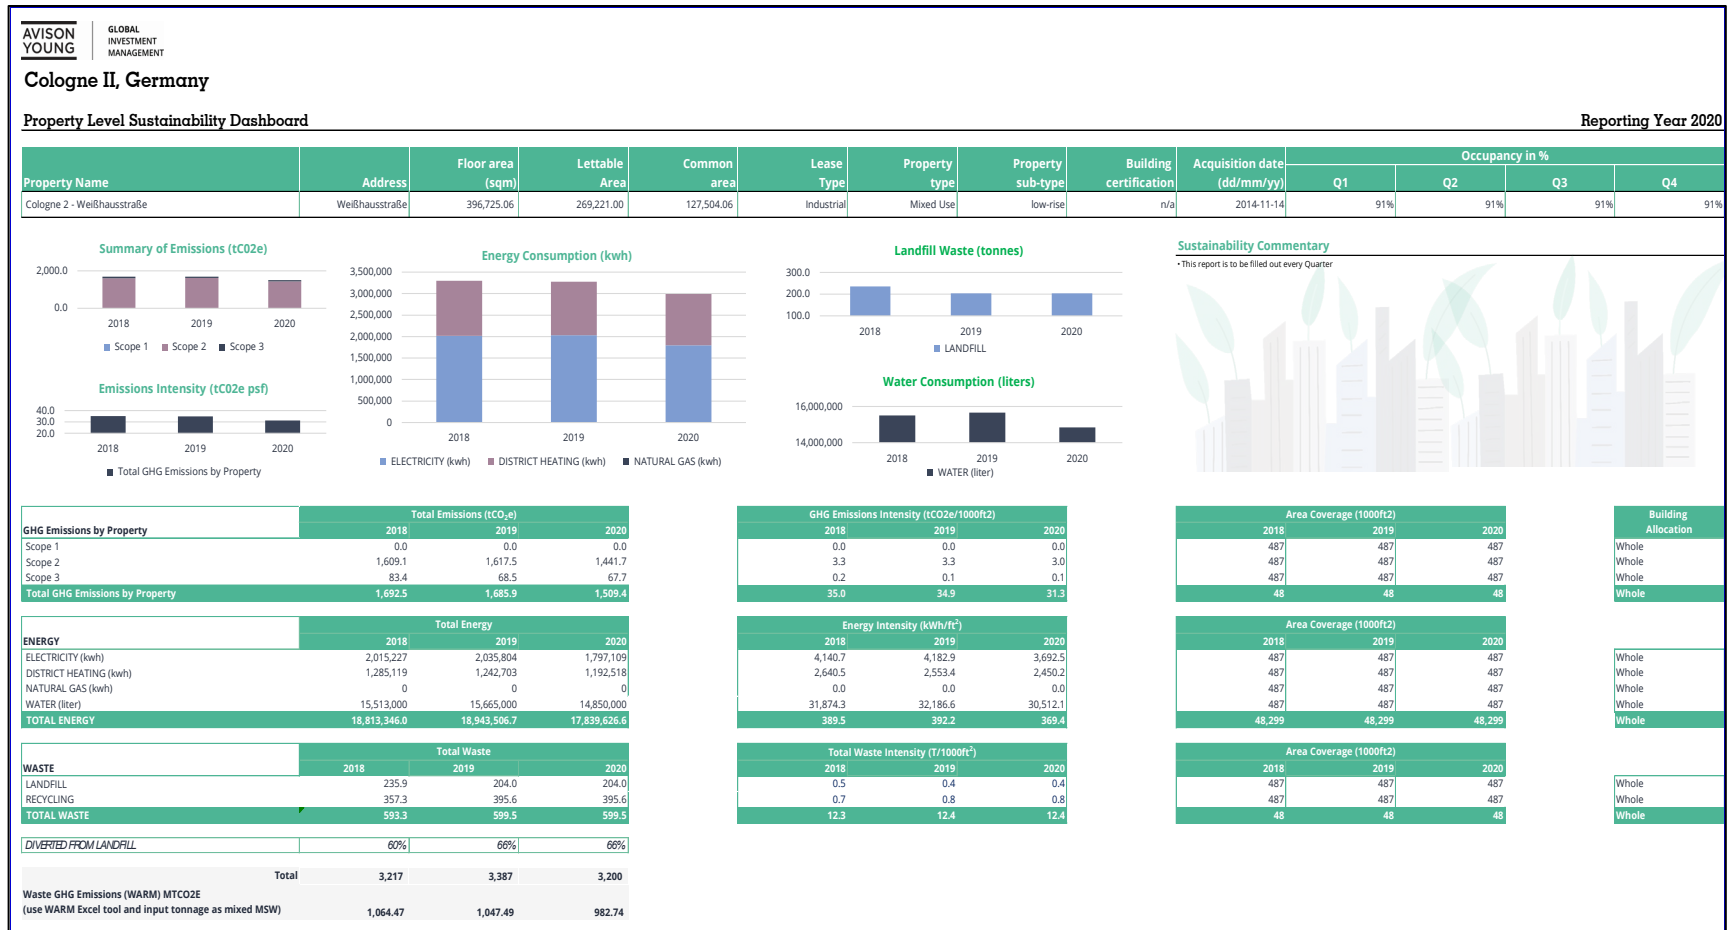 AVISON
YOUNG
GLOBAL
INVESTMENT
MANAGEMENT
Cologne II, Germany
Property Level Sustainability Dashboard Reporting Year 2020
Property Name Address Floor area (sqm) Lettable Area Common area Lease Type Property type Property sub-type Building certification Acquisition date (dd/mm/yy) Occupancy in %
Q1 Q2 Q3 Q4
Cologne 2 - Weißhausstraße Weißhausstraße 396,725.06 269,221.00 127,504.06 Industrial Mixed Use low-rise n/a 2014-11-14 91% 91% 91% 91%
Summary of Emissions (tC02e)
2,000.0
0.0
2018 2019 2020
Scope 1 Scope 2 Scope 3
Emissions Intensity (tC02e psf)
40.0
30.0
20.0
2018 2019 2020
Total GHG Emissions by Property
Energy Consumption (kwh)
3,500,000
3,000,000
2,500,000
2,000,000
1,500,000
1,000,000
500,000
0
2018 2019 2020
ELECTRICITY (kwh) DISTRICT HEATING (kwh) NATURAL GAS (kwh)
Landfill Waste (tonnes)
300.0
200.0
100.0
2018 2019 2020
LANDFILL
Water Consumption (liters)
16,000,000
14,000,000
2018 2019 2020
WATER (liter)
Sustainability Commentary
• This report is to be filled out every Quarter
Total Emissions (tCO₂e) GHG Emissions Intensity (tCO2e/1000ft2) Area Coverage (1000ft2) Building
GHG Emissions by Property 2018 2019 2020 2018 2019 2020 2018 2019 2020 Allocation
Scope 1 0.0 0.0 0.0 0.0 0.0 0.0 487 487 487 Whole
Scope 2 1,609.1 1,617.5 1,441.7 3.3 3.3 3.0 487 487 487 Whole
Scope 3 83.4 68.5 67.7 0.2 0.1 0.1 487 487 487 Whole
Total GHG Emissions by Property 1,692.5 1,685.9 1,509.4 35.0 34.9 31.3 48 48 48 Whole
Total Energy Energy Intensity (kWh/ft²) Area Coverage (1000ft2)
ENERGY 2018 2019 2020 2018 2019 2020 2018 2019 2020
ELECTRICITY (kwh) 2,015,227 2,035,804 1,797,109 4,140.7 4,182.9 3,692.5 487 487 487 Whole
DISTRICT HEATING (kwh) 1,285,119 1,242,703 1,192,518 2,640.5 2,553.4 2,450.2 487 487 487 Whole
NATURAL GAS (kwh) 0 0 0 0.0 0.0 0.0 487 487 487 Whole
WATER (liter) 15,513,000 15,665,000 14,850,000 31,874.3 32,186.6 30,512.1 487 487 487 Whole
TOTAL ENERGY 18,813,346.0 18,943,506.7 17,839,626.6 389.5 392.2 369.4 48,299 48,299 48,299 Whole
Total Waste Total Waste Intensity (T/1000ft²) Area Coverage (1000ft2)
WASTE 2018 2019 2020 2018 2019 2020 2018 2019 2020
LANDFILL 235.9 204.0 204.0 0.5 0.4 0.4 487 487 487 Whole
RECYCLING 357.3 395.6 395.6 0.7 0.8 0.8 487 487 487 Whole
TOTAL WASTE 593.3 599.5 599.5 12.3 12.4 12.4 48 48 48 Whole
DIVERTED FROM LANDFILL 60% 66% 66%
Total 3,217 3,387 3,200
Waste GHG Emissions (WARM) MTCO2E
(use WARM Excel tool and input tonnage as mixed MSW) 1,064.47 1,047.49 982.74